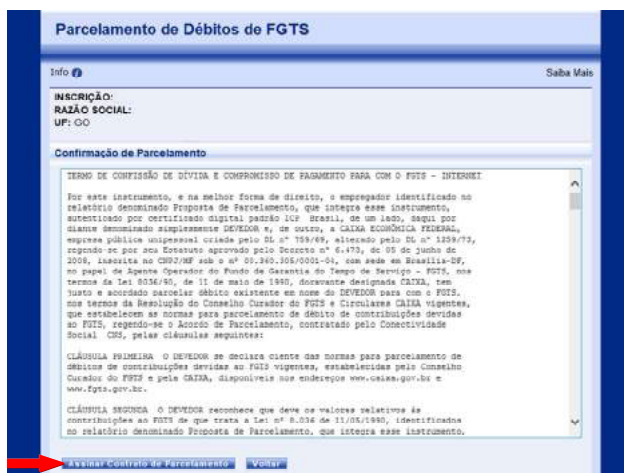 Parcelamento de Débitos de FGTS
Info
Saiba Mais
INSCRIÇÃO:
RAZÃO SOCIAL:
UF: GO
Confirmação de Parcelamento
TERMO DE CONFISSÃO DE DÍVIDA E COMPROMISSO DE PAGAMENTO PARA COM O FGTS - INTERNET
Por este instrumento, e na melhor forma de direito, o empregador identificado no
relatório denominado Proposta de Parcelamento, que integra esse instrumento,
autenticado por certificado digital padrão ICP Brasil, de um lado, daqui por
diante denominado simplesmente DEVEDOR e, de outro, a CAIXA ECONÔMICA FEDERAL,
empresa pública unipessoal criada pelo DL nº 759/69, alterado pelo DL nº 1259/73,
regendo-se por seu Estatuto aprovado pelo Decreto nº 6.473, de 05 de junho de
2008, inscrita no CNPJ/MF sob o nº 00.360.305/0001-04, com sede em Brasília-DF,
no papel de Agente Operador do Fundo de Garantia do Tempo de Serviço - FGTS, nos
termos da Lei 8036/90, de 11 de maio de 1990, doravante designada CAIXA, tem
justo e acordado parcelar débito existente em nome do DEVEDOR para com o FGTS,
nos termos da Resolução do Conselho Curador do FGTS e Circulares CAIXA vigentes,
que estabelecem as normas para parcelamento de débito de contribuições devidas
ao FGTS, regendo-se o Acordo de Parcelamento, contratado pelo Conectividade
Social CNS, pelas cláusulas seguintes:
CLÁUSULA PRIMEIRA O DEVEDOR se declara ciente das normas para parcelamento de
débitos de contribuições devidas ao FGTS vigentes, estabelecidas pelo Conselho
Curador do FGTS e pela CAIXA, disponíveis nos endereços www.caixa.gov.br e
www.fgts.gov.br.
CLÁUSULA SEGUNDA O DEVEDOR reconhece que deve os valores relativos às
contribuições ao FGTS de que trata a Lei nº 8.036 de 11/05/1990, identificados
no relatório denominado Proposta de Parcelamento, que integra esse instrumento,
Assinar Contrato de Parcelamento
Voltar